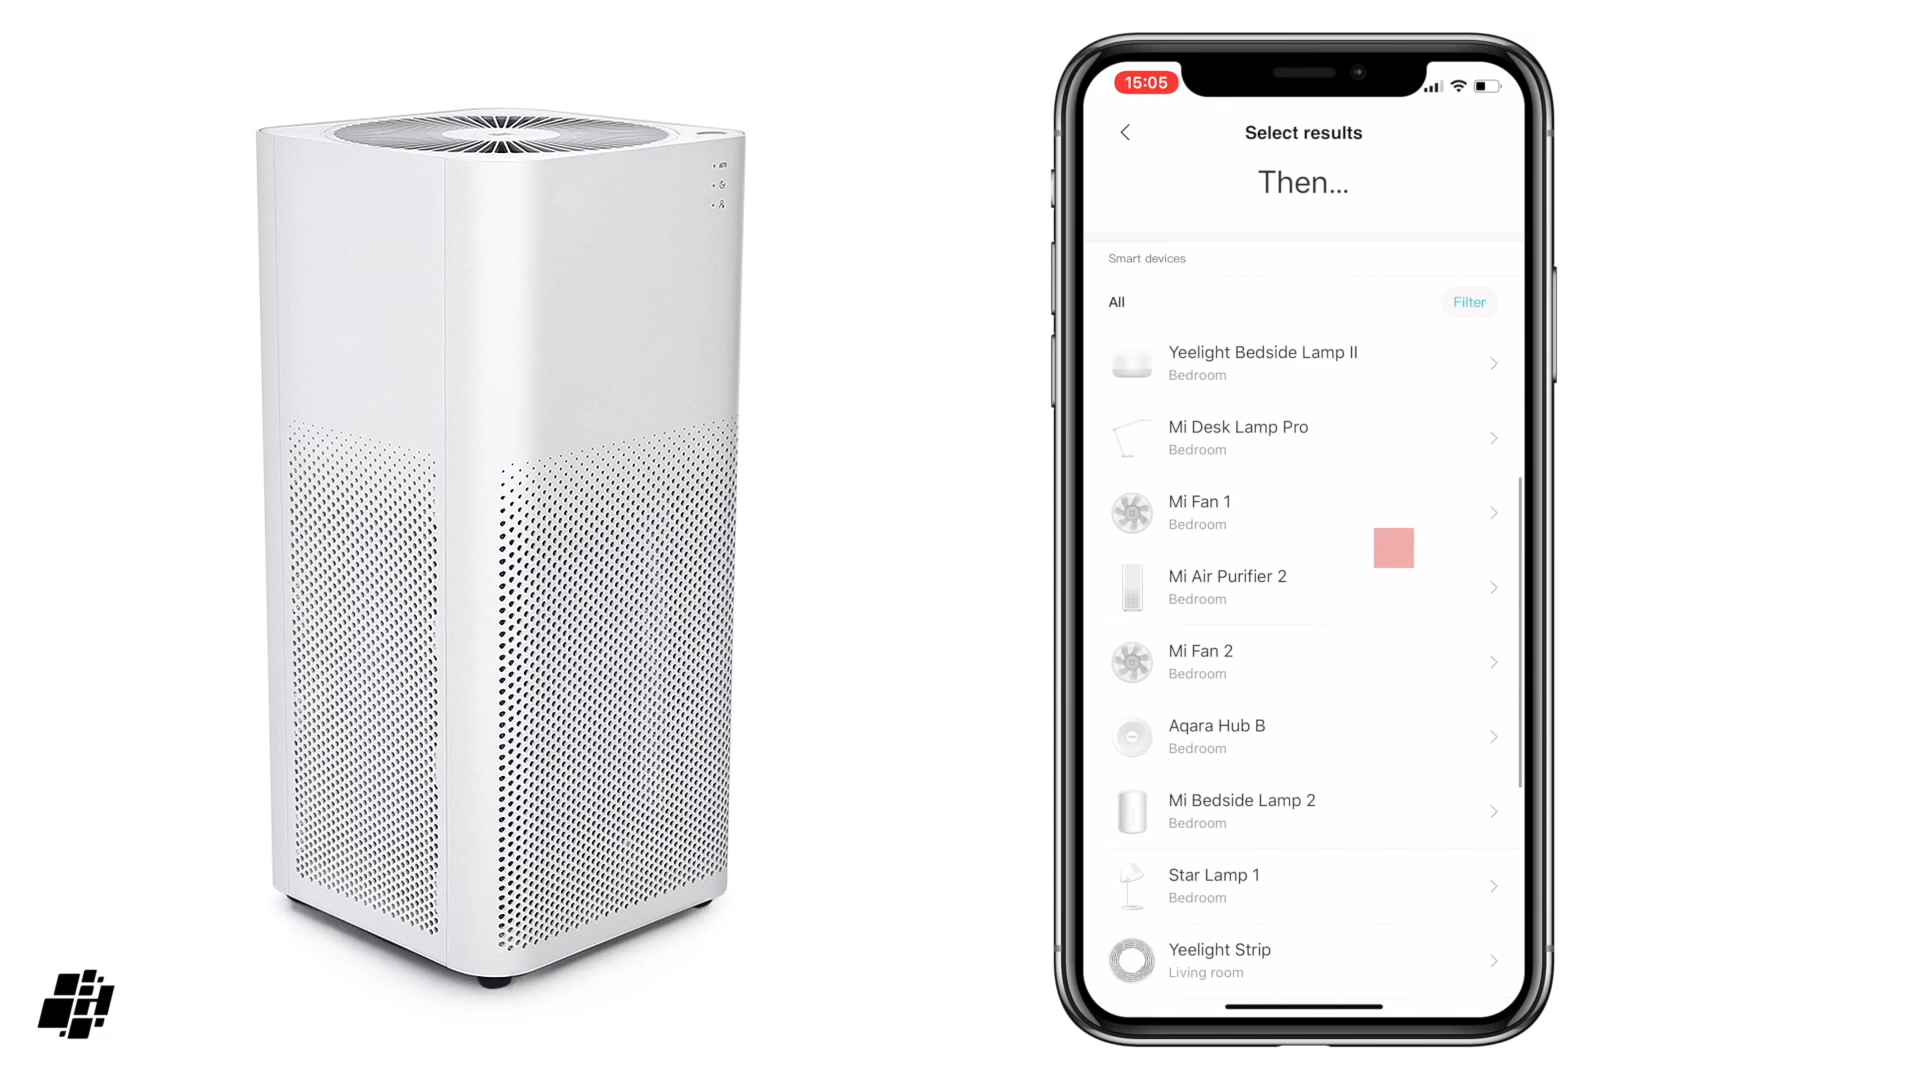 AUTO
15:05
Select results
Then...
Smart devices
All
Filter
Yeelight Bedside Lamp II
Bedroom
Mi Desk Lamp Pro
Bedroom
Mi Fan 1
Bedroom
Mi Air Purifier 2
Bedroom
Mi Fan 2
Bedroom
Aqara Hub B
Bedroom
Mi Bedside Lamp 2
Bedroom
Star Lamp 1
Bedroom
Yeelight Strip
Living room